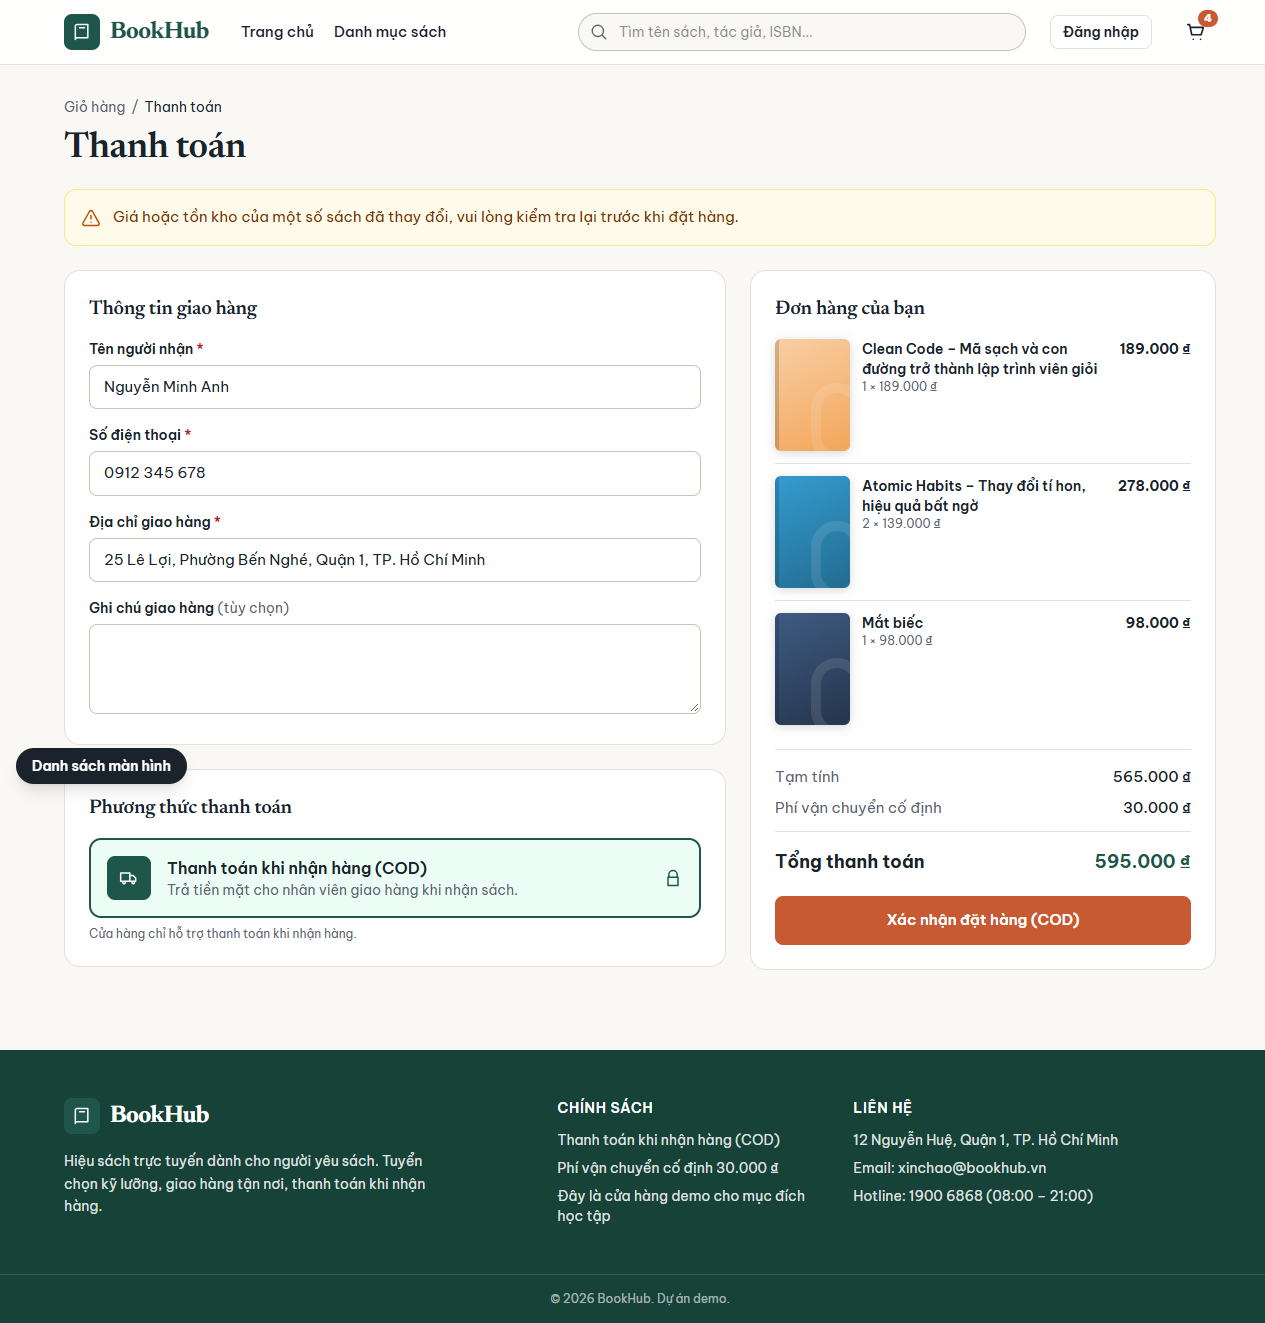 BookHub
Trang chủ
Danh mục sách
Tìm tên sách, tác giả, ISBN...
Đăng nhập
4
Giỏ hàng / Thanh toán
Thanh toán
Giá hoặc tồn kho của một số sách đã thay đổi, vui lòng kiểm tra lại trước khi đặt hàng.
Thông tin giao hàng
Tên người nhận *
Nguyễn Minh Anh
Số điện thoại *
0912 345 678
Địa chỉ giao hàng *
25 Lê Lợi, Phường Bến Nghé, Quận 1, TP. Hồ Chí Minh
Ghi chú giao hàng (tùy chọn)
Danh sách màn hình
Phương thức thanh toán
Thanh toán khi nhận hàng (COD)
Trả tiền mặt cho nhân viên giao hàng khi nhận sách.
Cửa hàng chỉ hỗ trợ thanh toán khi nhận hàng.
Đơn hàng của bạn
Clean Code – Mã sạch và con
đường trở thành lập trình viên giỏi
1 × 189.000 ₫
189.000 ₫
Atomic Habits – Thay đổi tí hon,
hiệu quả bất ngờ
2 × 139.000 ₫
278.000 ₫
Mắt biếc
1 × 98.000 ₫
98.000 ₫
Tạm tính
565.000 ₫
Phí vận chuyển cố định
30.000 ₫
Tổng thanh toán
595.000 ₫
Xác nhận đặt hàng (COD)
BookHub
Hiệu sách trực tuyến dành cho người yêu sách. Tuyển
chọn kỹ lưỡng, giao hàng tận nơi, thanh toán khi nhận
hàng.
CHÍNH SÁCH
Thanh toán khi nhận hàng (COD)
Phí vận chuyển cố định 30.000 ₫
Đây là cửa hàng demo cho mục đích
học tập
LIÊN HỆ
12 Nguyễn Huệ, Quận 1, TP. Hồ Chí Minh
Email: xinchao@bookhub.vn
Hotline: 1900 6868 (08:00 – 21:00)
© 2026 BookHub. Dự án demo.